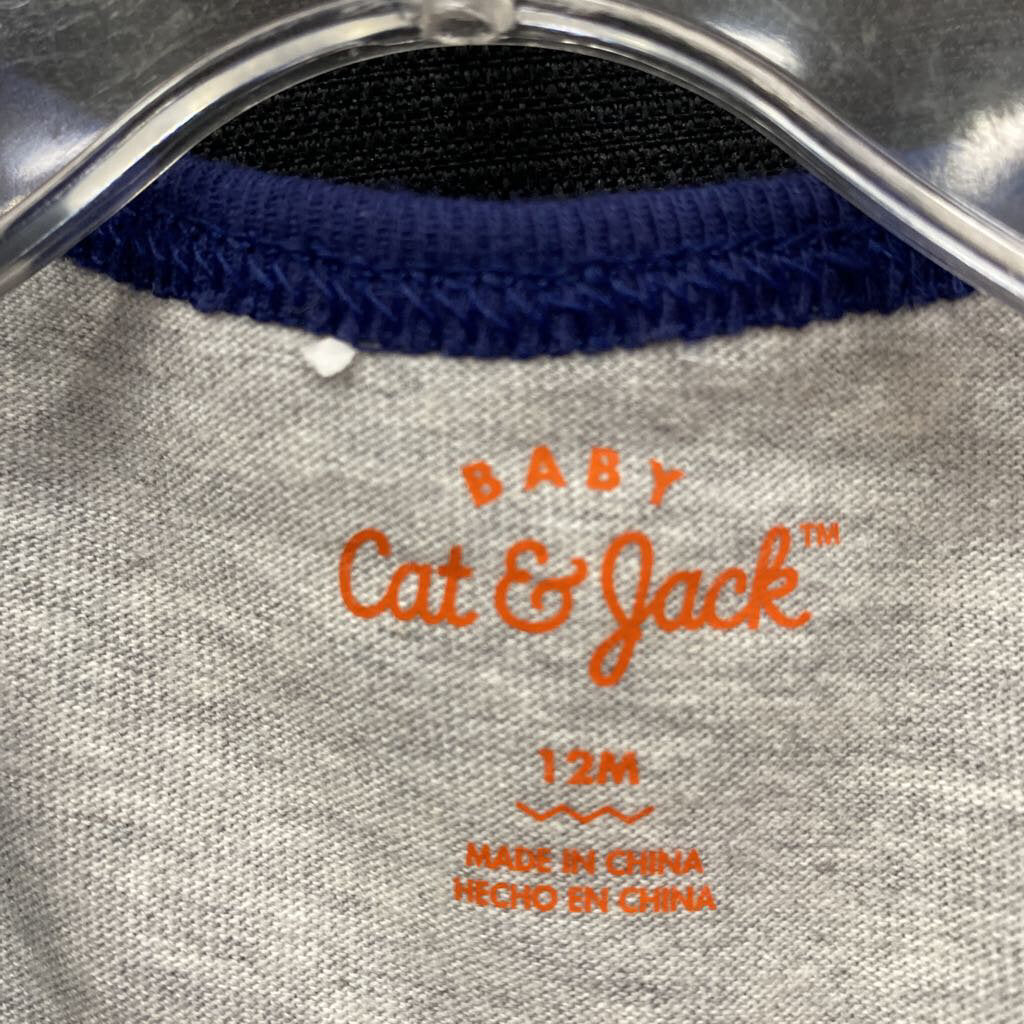 BABY
Cat & Jack™
12M
MADE IN CHINA
HECHO EN CHINA